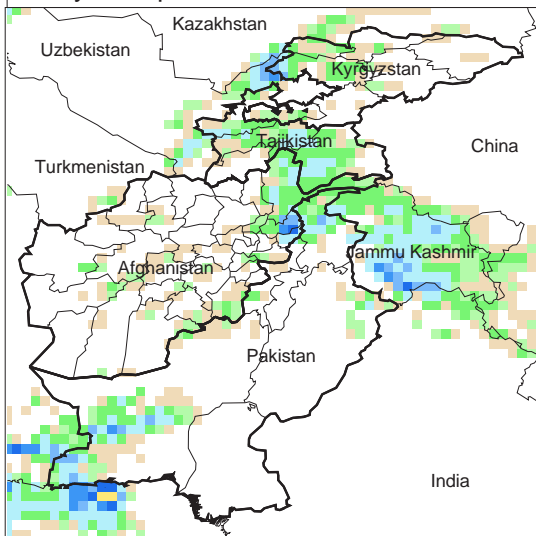 Kazakhstan
Uzbekistan
Kyrgyzstan
Tajikistan
China
Turkmenistan
Jammu Kashmir
Afghanistan
Pakistan
India